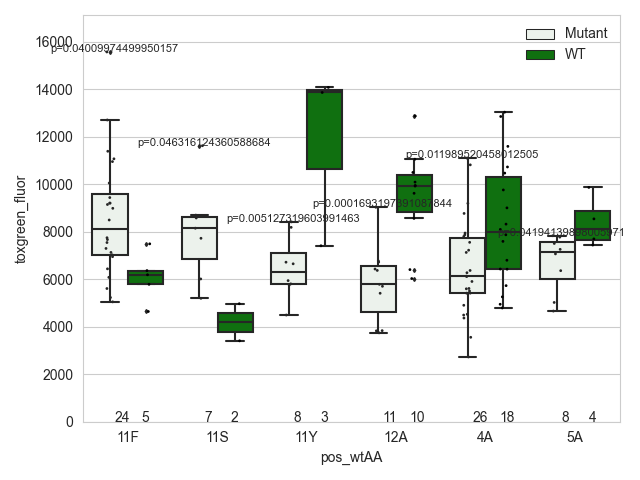 16000
14000
12000
10000
8000
6000
4000
2000
0
toxgreen_fluor
Mutant
WT
p=0.04009974499950157
p=0.046316124360588684
p=0.005127319603991463
p=0.011989520458012505
24 5 7 2 8 3 11 10 26 18 8 4
11F 11S 11Y 12A 4A 5A
pos_wtAA